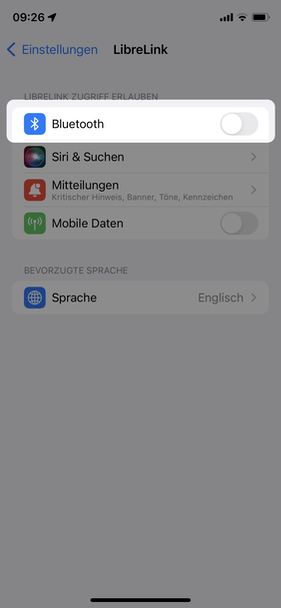 09:26
Einstellungen
LibreLink
LIBRELINK ZUGRIFF ERLAUBEN
Bluetooth
Siri & Suchen
Mitteilungen
Kritischer Hinweis, Banner, Töne, Kennzeichen
Mobile Daten
BEVORZUGTE SPRACHE
Sprache
Englisch